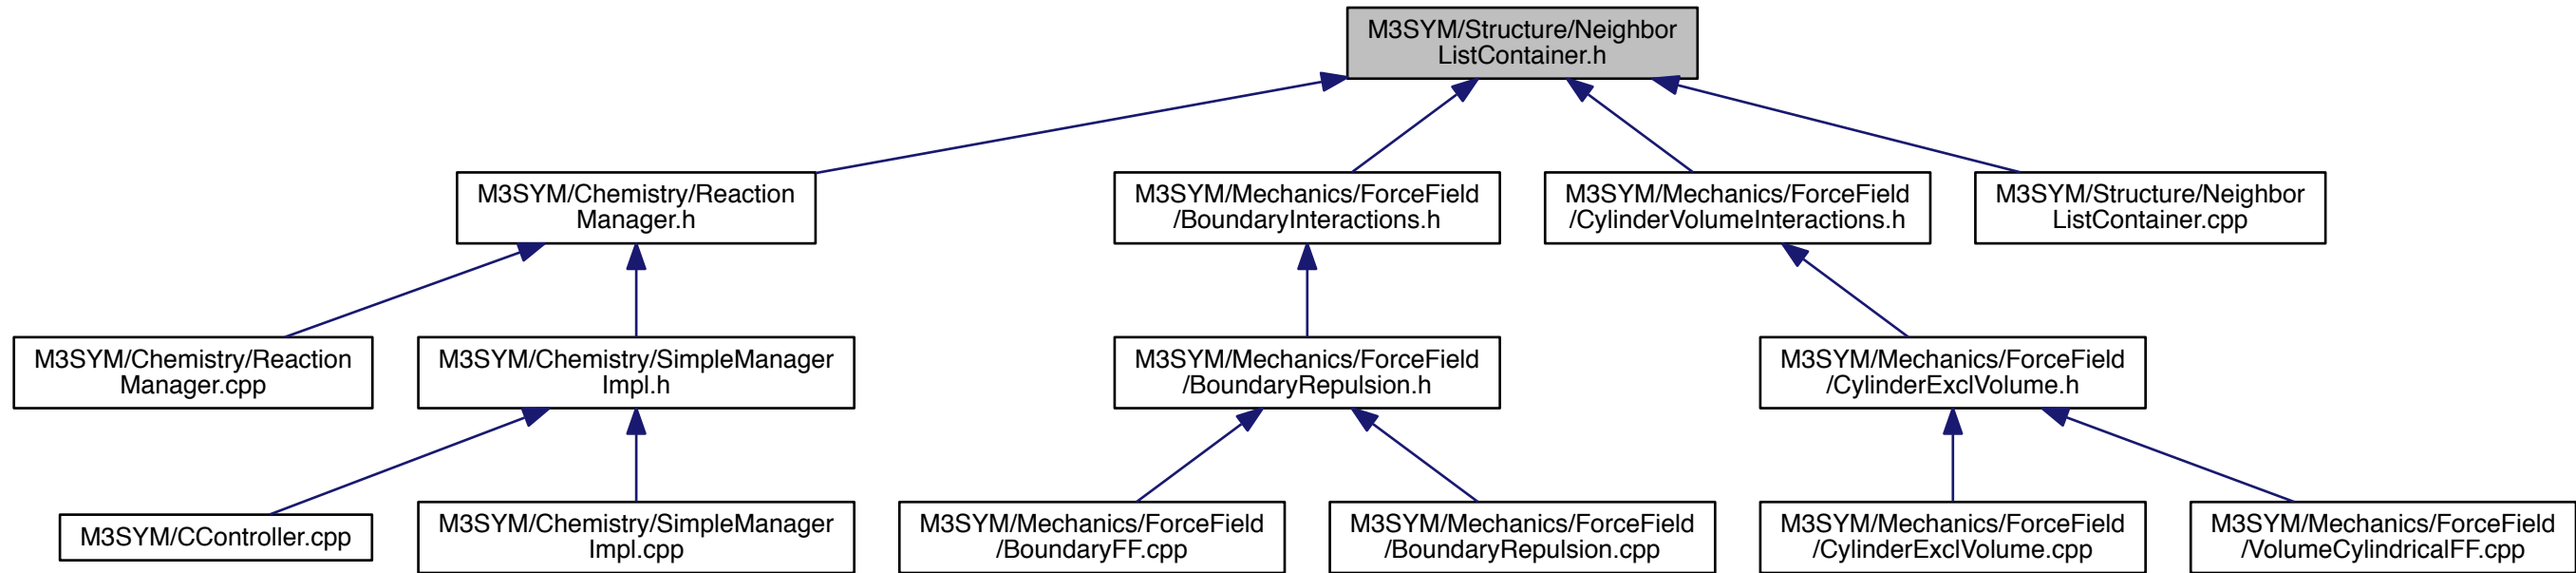 M3SYM/Structure/Neighbor
ListContainer.h
M3SYM/Chemistry/Reaction
Manager.h
M3SYM/Mechanics/ForceField
/BoundaryInteractions.h
M3SYM/Mechanics/ForceField
/CylinderVolumeInteractions.h
M3SYM/Structure/Neighbor
ListContainer.cpp
M3SYM/Chemistry/Reaction
Manager.cpp
M3SYM/Chemistry/SimpleManager
Impl.h
M3SYM/Mechanics/ForceField
/BoundaryRepulsion.h
M3SYM/Mechanics/ForceField
/CylinderExclVolume.h
M3SYM/CController.cpp
M3SYM/Chemistry/SimpleManager
Impl.cpp
M3SYM/Mechanics/ForceField
/BoundaryFF.cpp
M3SYM/Mechanics/ForceField
/BoundaryRepulsion.cpp
M3SYM/Mechanics/ForceField
/CylinderExclVolume.cpp
M3SYM/Mechanics/ForceField
/VolumeCylindricalFF.cpp